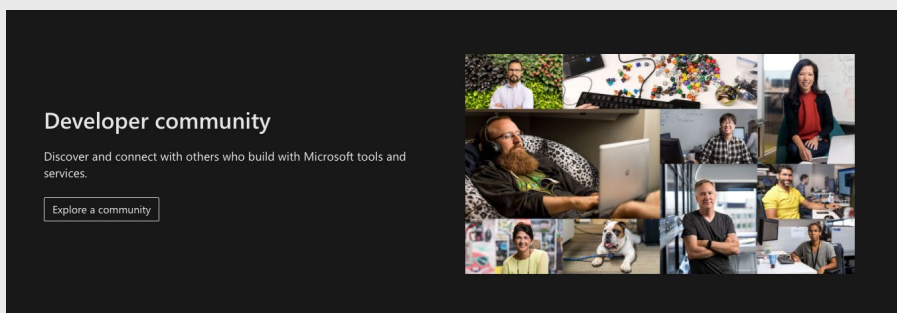 Developer community
Discover and connect with others who build with Microsoft tools and
services.
Explore a community